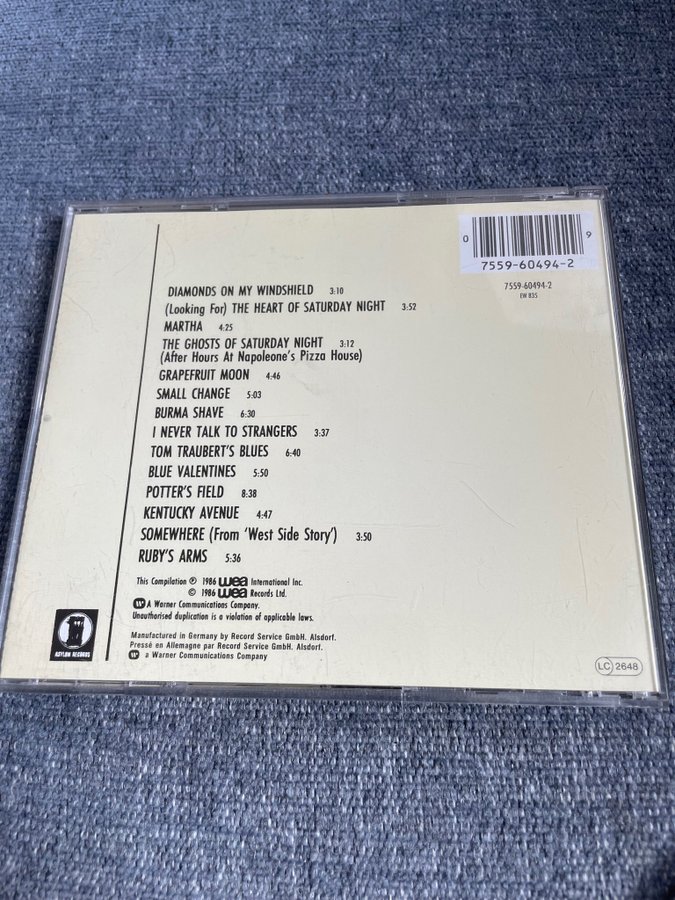 0 9
7559-60494-2
7559-60494-2
EW 835
DIAMONDS ON MY WINDSHIELD 3:10
(Looking For) THE HEART OF SATURDAY NIGHT 3:52
MARTHA 4:25
THE GHOSTS OF SATURDAY NIGHT 3:12
(After Hours At Napoleone's Pizza House)
GRAPEFRUIT MOON 4:46
SMALL CHANGE 5:03
BURMA SHAVE 6:30
I NEVER TALK TO STRANGERS 3:37
TOM TRAUBERT'S BLUES 6:40
BLUE VALENTINES 5:50
POTTER'S FIELD 8:38
KENTUCKY AVENUE 4:47
SOMEWHERE (From 'West Side Story') 3:50
RUBY'S ARMS 5:36
This Compilation ℗ 1986 wea International Inc.
© 1986 wea Records Ltd.
A Warner Communications Company.
Unauthorised duplication is a violation of applicable laws.
Manufactured in Germany by Record Service GmbH. Alsdorf.
Pressé en Allemagne par Record Service GmbH. Alsdorf.
a Warner Communications Company
ASYLUM RECORDS
LC 2648